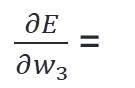 ∂E/∂w₃ =